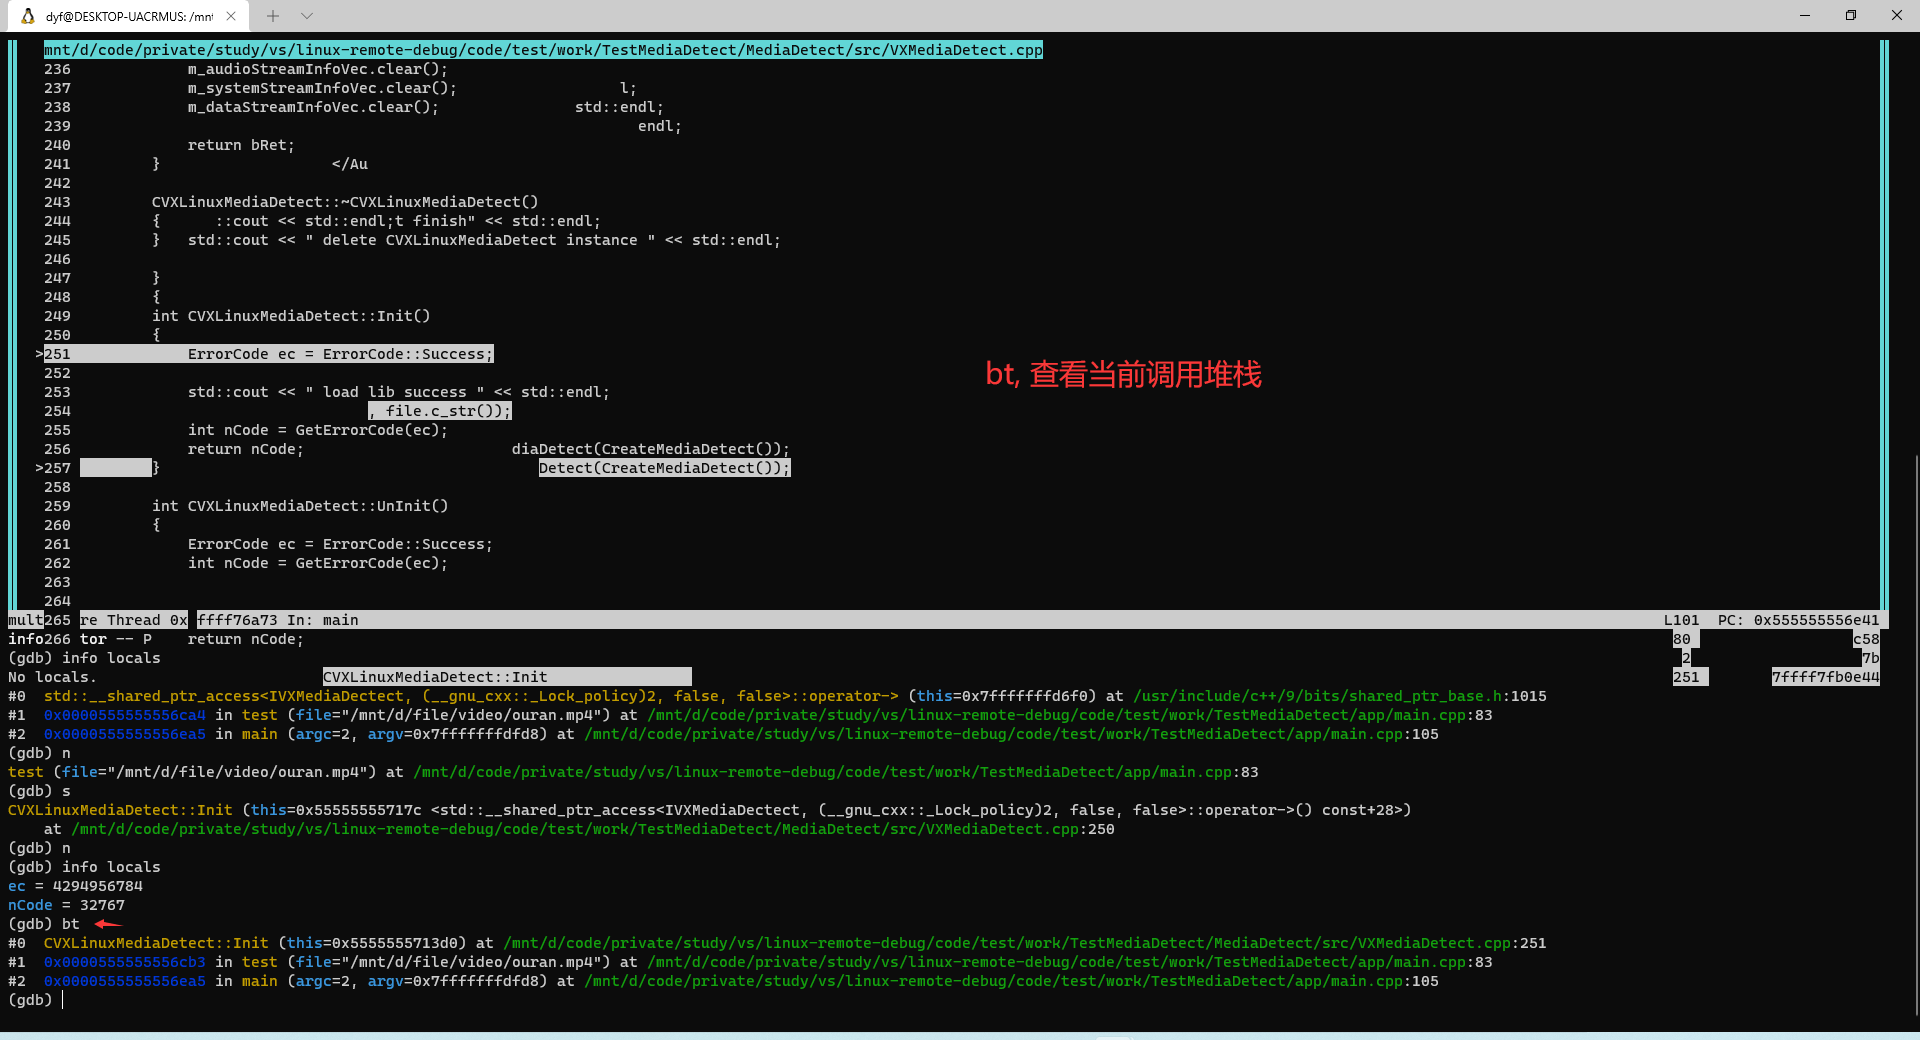 dyf@DESKTOP-UACRMUS: /mnt
mnt/d/code/private/study/vs/linux-remote-debug/code/test/work/TestMediaDetect/MediaDetect/src/VXMediaDetect.cpp
236             m_audioStreamInfoVec.clear();
237             m_systemStreamInfoVec.clear();                  l;
238             m_dataStreamInfoVec.clear();               std::endl;
239                                                               endl;
240             return bRet;
241         }                   </Au
242
243         CVXLinuxMediaDetect::~CVXLinuxMediaDetect()
244         {      ::cout << std::endl;t finish" << std::endl;
245         }   std::cout << " delete CVXLinuxMediaDetect instance " << std::endl;
246
247         }
248         {
249         int CVXLinuxMediaDetect::Init()
250         {
>251             ErrorCode ec = ErrorCode::Success;
252
bt, 查看当前调用堆栈
253             std::cout << " load lib success " << std::endl;
254                                 , file.c_str());
255             int nCode = GetErrorCode(ec);
256             return nCode;                       diaDetect(CreateMediaDetect());
>257         }                                          Detect(CreateMediaDetect());
258
259         int CVXLinuxMediaDetect::UnInit()
260         {
261             ErrorCode ec = ErrorCode::Success;
262             int nCode = GetErrorCode(ec);
263
264
mult265 re Thread 0x ffff76a73 In: main L101 PC: 0x555555556e41
info266 tor -- P    return nCode; 80 c58
(gdb) info locals 2 7b
No locals. CVXLinuxMediaDetect::Init 251 7ffff7fb0e44
#0  std::__shared_ptr_access<IVXMediaDectect, (__gnu_cxx::_Lock_policy)2, false, false>::operator-> (this=0x7fffffffd6f0) at /usr/include/c++/9/bits/shared_ptr_base.h:1015
#1  0x0000555555556ca4 in test (file="/mnt/d/file/video/ouran.mp4") at /mnt/d/code/private/study/vs/linux-remote-debug/code/test/work/TestMediaDetect/app/main.cpp:83
#2  0x0000555555556ea5 in main (argc=2, argv=0x7fffffffdfd8) at /mnt/d/code/private/study/vs/linux-remote-debug/code/test/work/TestMediaDetect/app/main.cpp:105
(gdb) n
test (file="/mnt/d/file/video/ouran.mp4") at /mnt/d/code/private/study/vs/linux-remote-debug/code/test/work/TestMediaDetect/app/main.cpp:83
(gdb) s
CVXLinuxMediaDetect::Init (this=0x55555555717c <std::__shared_ptr_access<IVXMediaDectect, (__gnu_cxx::_Lock_policy)2, false, false>::operator->() const+28>)
    at /mnt/d/code/private/study/vs/linux-remote-debug/code/test/work/TestMediaDetect/MediaDetect/src/VXMediaDetect.cpp:250
(gdb) n
(gdb) info locals
ec = 4294956784
nCode = 32767
(gdb) bt
#0  CVXLinuxMediaDetect::Init (this=0x5555555713d0) at /mnt/d/code/private/study/vs/linux-remote-debug/code/test/work/TestMediaDetect/MediaDetect/src/VXMediaDetect.cpp:251
#1  0x0000555555556cb3 in test (file="/mnt/d/file/video/ouran.mp4") at /mnt/d/code/private/study/vs/linux-remote-debug/code/test/work/TestMediaDetect/app/main.cpp:83
#2  0x0000555555556ea5 in main (argc=2, argv=0x7fffffffdfd8) at /mnt/d/code/private/study/vs/linux-remote-debug/code/test/work/TestMediaDetect/app/main.cpp:105
(gdb)